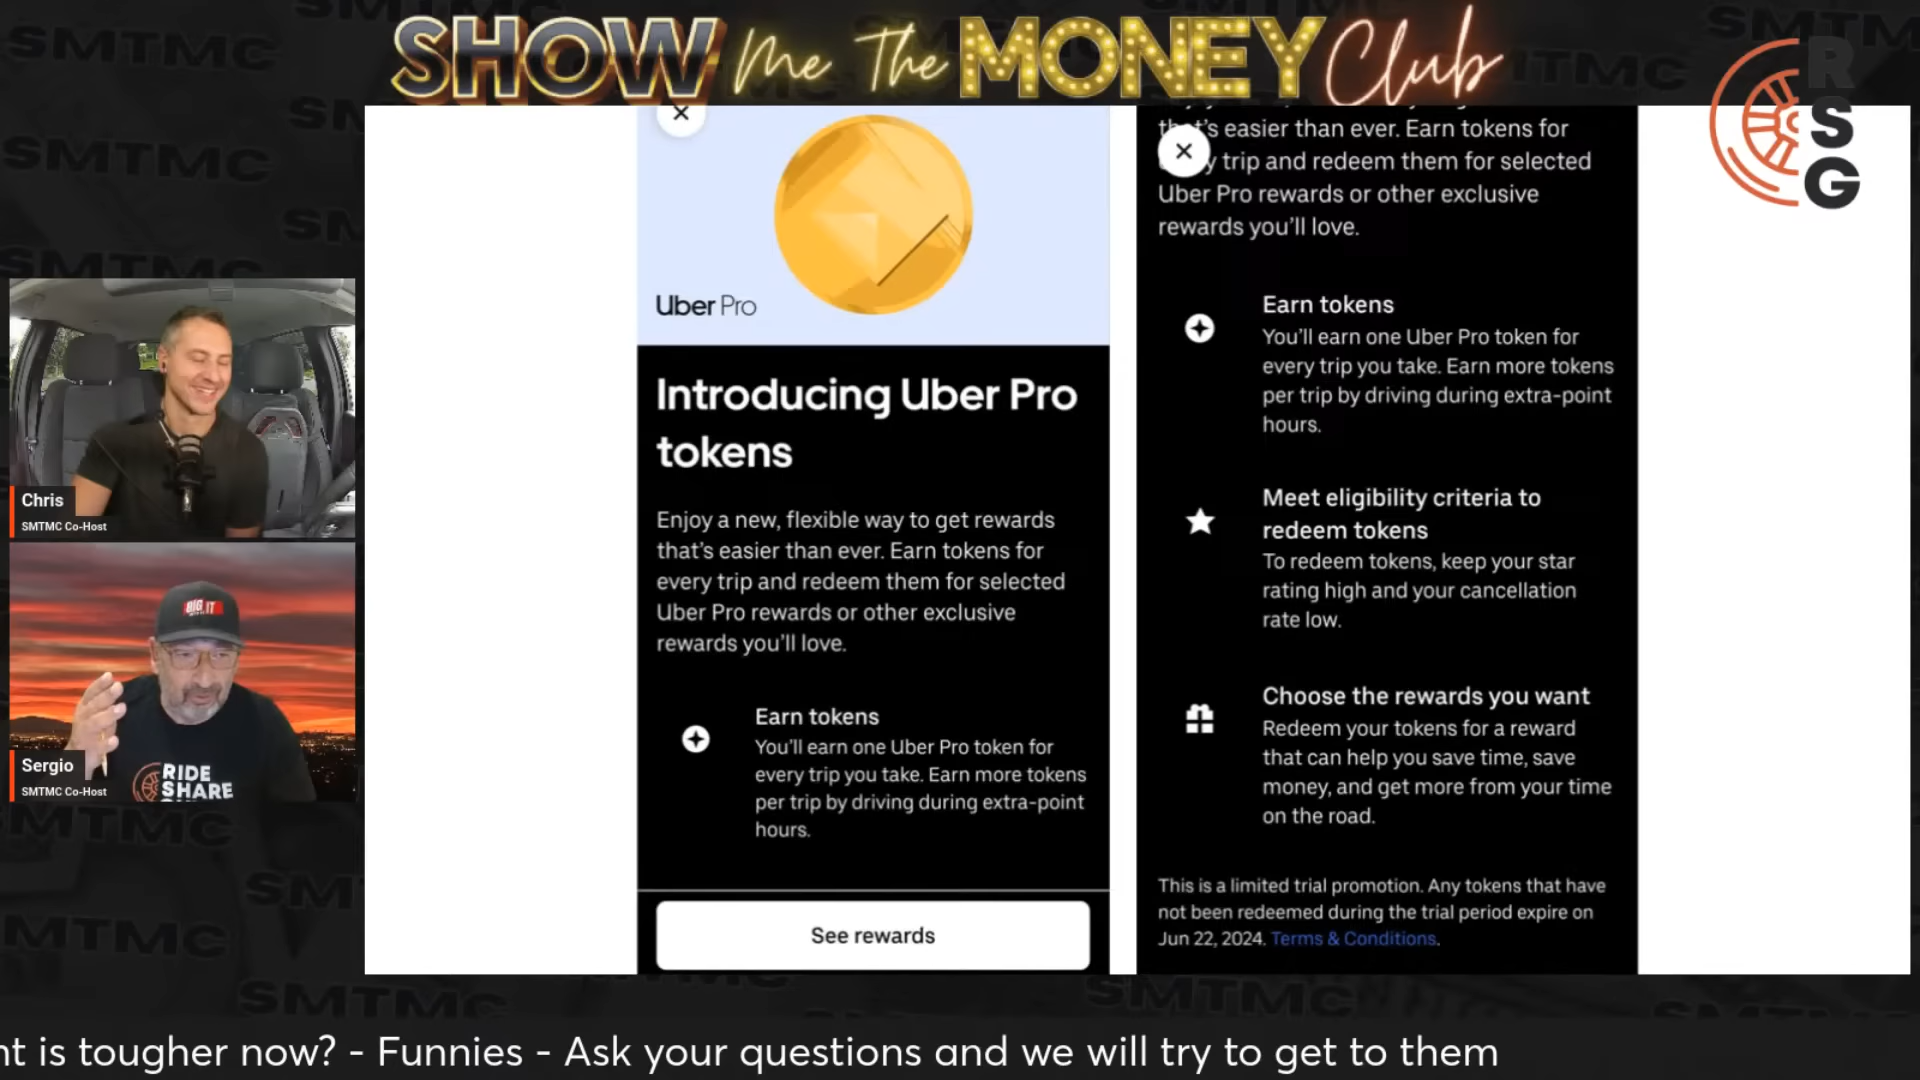 SHOW Me The MONEY Club
RSG
Uber Pro
Introducing Uber Pro
tokens
Enjoy a new, flexible way to get rewards
that's easier than ever. Earn tokens for
every trip and redeem them for selected
Uber Pro rewards or other exclusive
rewards you'll love.
Earn tokens
You'll earn one Uber Pro token for
every trip you take. Earn more tokens
per trip by driving during extra-point
hours.
See rewards
easier than ever. Earn tokens for
trip and redeem them for selected
Uber Pro rewards or other exclusive
rewards you'll love.
Earn tokens
You'll earn one Uber Pro token for
every trip you take. Earn more tokens
per trip by driving during extra-point
hours.
Meet eligibility criteria to
redeem tokens
To redeem tokens, keep your star
rating high and your cancellation
rate low.
Choose the rewards you want
Redeem your tokens for a reward
that can help you save time, save
money, and get more from your time
on the road.
This is a limited trial promotion. Any tokens that have
not been redeemed during the trial period expire on
Jun 22, 2024. Terms & Conditions.
Chris
SMTMC Co-Host
BIG IT
RIDE
SHARE
Sergio
SMTMC Co-Host
SMTMC
is tougher now? - Funnies - Ask your questions and we will try to get to them